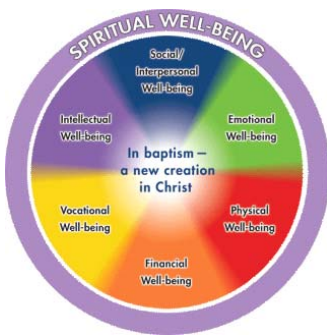 SPIRITUAL WELL-BEING
Social/
Interpersonal
Well-being
Intellectual
Well-being
Emotional
Well-being
In baptism –
a new creation
in Christ
Vocational
Well-being
Physical
Well-being
Financial
Well-being